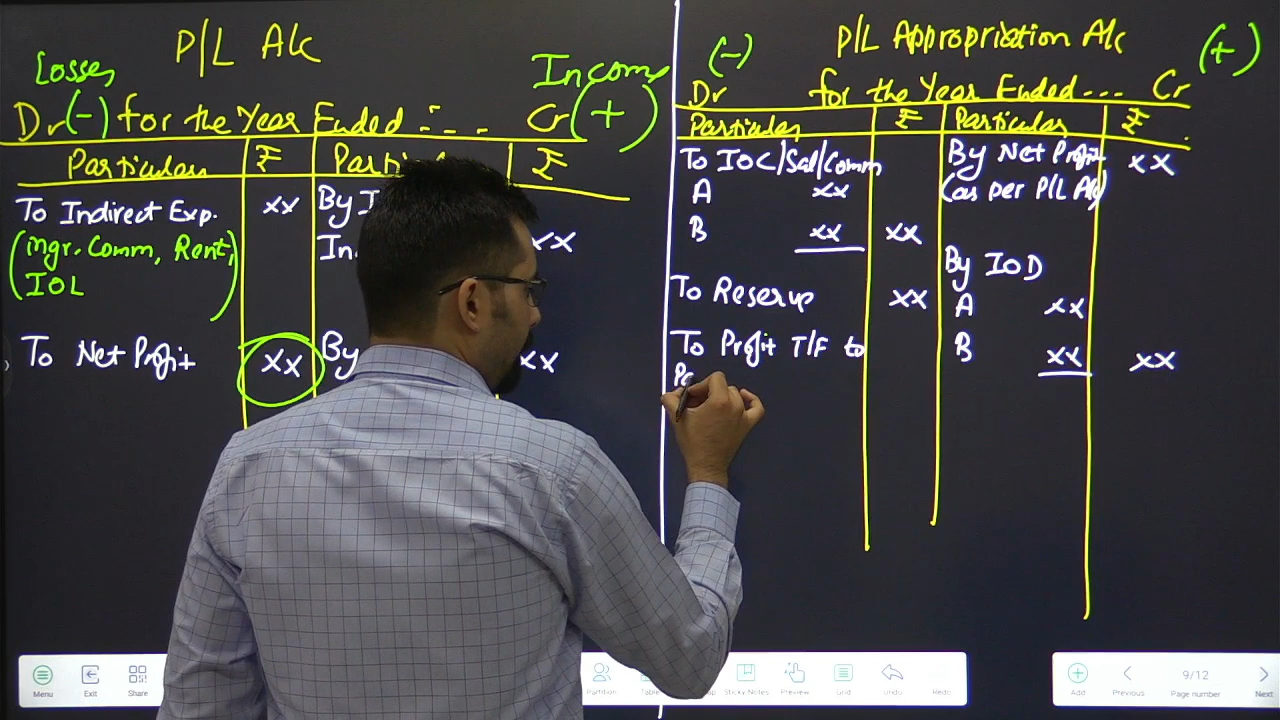 P/L A/c
Losses
Income
Dr (-) for the Year Ended ... Cr (+)
Particulars ₹ ₹
To Indirect Exp. xx By
(mgr. Comm, Rent, IOL)
xx
To Net Profit xx By xx
P/L Appropriation A/c
(-) (+)
Dr for the Year Ended... Cr
Particulars ₹ Particulars ₹
To IOC/Sal/Comm
A xx
B xx xx
To Reserve xx
To Profit T/F to
By Net Profit xx
(as per P/L A/c)
By IOD
A xx
B xx xx
Menu
Exit
Share
Partition
Table
Sticky Notes
Preview
Grid
Undo
Redo
Add
Previous
9/12
Page number
Next